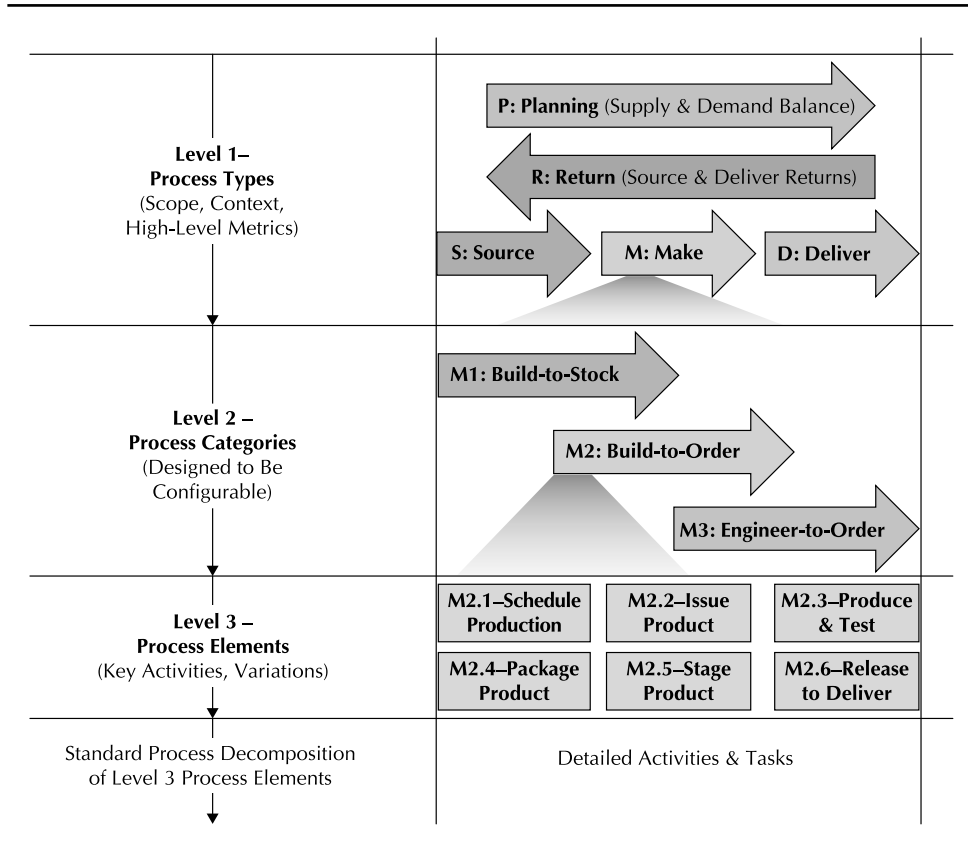 Level 1–
Process Types
(Scope, Context,
High-Level Metrics)
P: Planning (Supply & Demand Balance)
R: Return (Source & Deliver Returns)
S: Source
M: Make
D: Deliver
Level 2 –
Process Categories
(Designed to Be
Configurable)
M1: Build-to-Stock
M2: Build-to-Order
M3: Engineer-to-Order
Level 3 –
Process Elements
(Key Activities, Variations)
M2.1–Schedule
Production
M2.2–Issue
Product
M2.3–Produce
& Test
M2.4–Package
Product
M2.5–Stage
Product
M2.6–Release
to Deliver
Standard Process Decomposition
of Level 3 Process Elements
Detailed Activities & Tasks